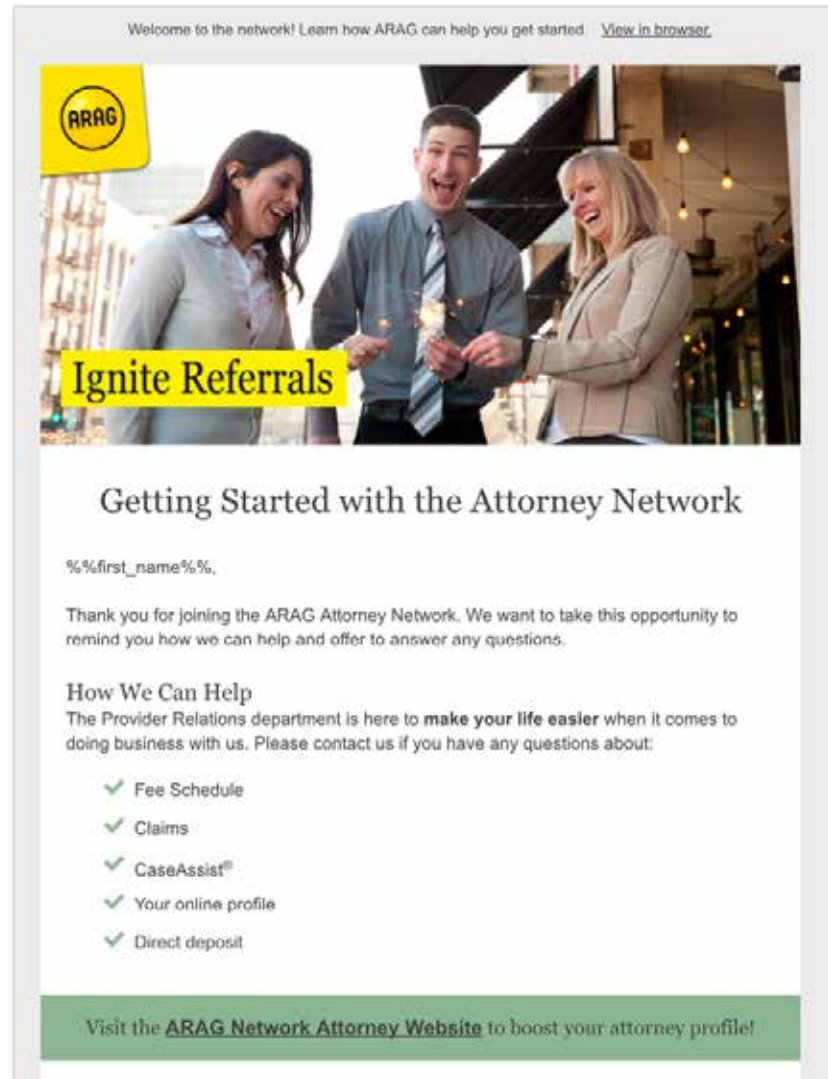 Welcome to the network! Learn how ARAG can help you get started. View in browser.
ARAG
Ignite Referrals
Getting Started with the Attorney Network
%%first_name%%,
Thank you for joining the ARAG Attorney Network. We want to take this opportunity to
remind you how we can help and offer to answer any questions.
How We Can Help
The Provider Relations department is here to make your life easier when it comes to
doing business with us. Please contact us if you have any questions about:
Fee Schedule
Claims
CaseAssist®
Your online profile
Direct deposit
Visit the ARAG Network Attorney Website to boost your attorney profile!